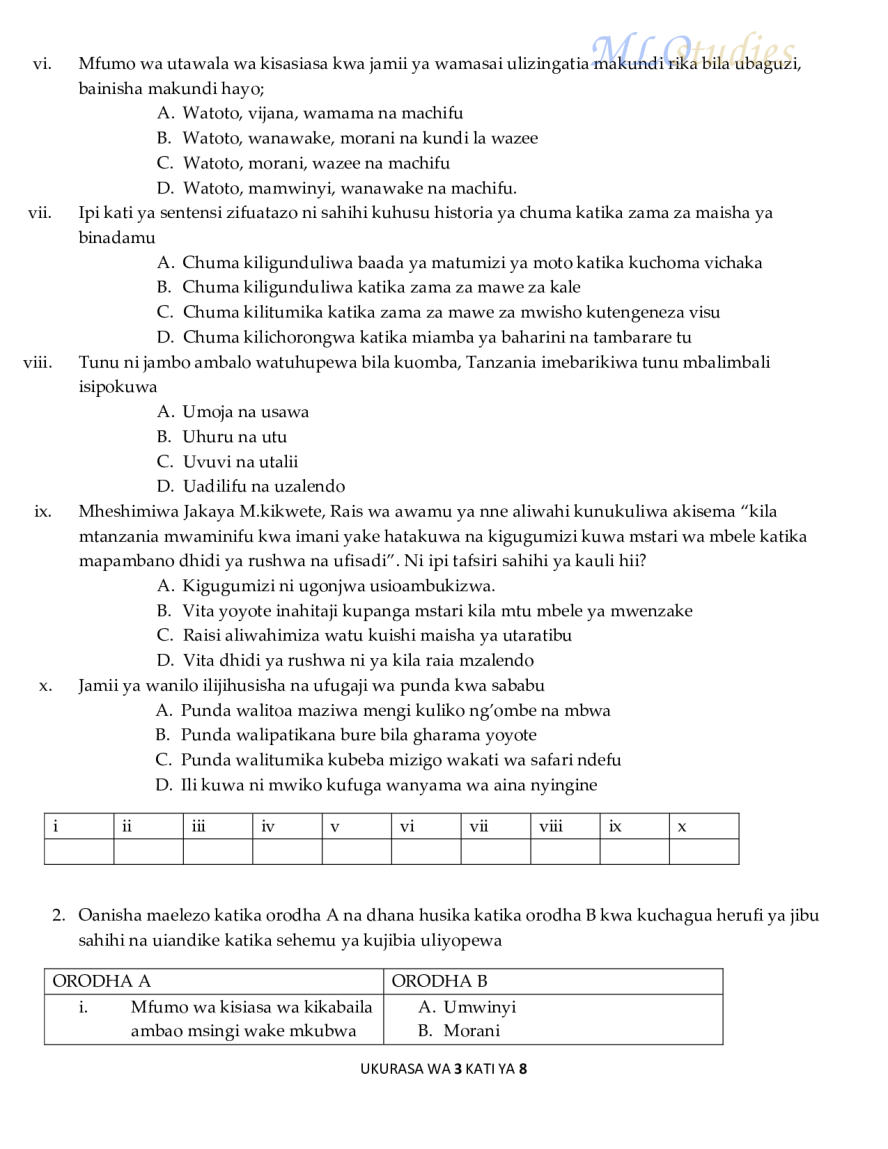 MLOstudies
vi. Mfumo wa utawala wa kisasiasa kwa jamii ya wamasai ulizingatia makundi rika bila ubaguzi,
bainisha makundi hayo;
A. Watoto, vijana, wamama na machifu
B. Watoto, wanawake, morani na kundi la wazee
C. Watoto, morani, wazee na machifu
D. Watoto, mamwinyi, wanawake na machifu.
vii. Ipi kati ya sentensi zifuatazo ni sahihi kuhusu historia ya chuma katika zama za maisha ya
binadamu
A. Chuma kiligunduliwa baada ya matumizi ya moto katika kuchoma vichaka
B. Chuma kiligunduliwa katika zama za mawe za kale
C. Chuma kilitumika katika zama za mawe za mwisho kutengeneza visu
D. Chuma kilichorongwa katika miamba ya baharini na tambarare tu
viii. Tunu ni jambo ambalo watuhupewa bila kuomba, Tanzania imebarikiwa tunu mbalimbali
isipokuwa
A. Umoja na usawa
B. Uhuru na utu
C. Uvuvi na utalii
D. Uadilifu na uzalendo
ix. Mheshimiwa Jakaya M.kikwete, Rais wa awamu ya nne aliwahi kunukuliwa akisema “kila
mtanzania mwaminifu kwa imani yake hatakuwa na kigugumizi kuwa mstari wa mbele katika
mapambano dhidi ya rushwa na ufisadi”. Ni ipi tafsiri sahihi ya kauli hii?
A. Kigugumizi ni ugonjwa usioambukizwa.
B. Vita yoyote inahitaji kupanga mstari kila mtu mbele ya mwenzake
C. Raisi aliwahimiza watu kuishi maisha ya utaratibu
D. Vita dhidi ya rushwa ni ya kila raia mzalendo
x. Jamii ya wanilo ilijihusisha na ufugaji wa punda kwa sababu
A. Punda walitoa maziwa mengi kuliko ng’ombe na mbwa
B. Punda walipatikana bure bila gharama yoyote
C. Punda walitumika kubeba mizigo wakati wa safari ndefu
D. Ili kuwa ni mwiko kufuga wanyama wa aina nyingine
i ii iii iv v vi vii viii ix x
2. Oanisha maelezo katika orodha A na dhana husika katika orodha B kwa kuchagua herufi ya jibu
sahihi na uiandike katika sehemu ya kujibia uliyopewa
ORODHA A ORODHA B
i. Mfumo wa kisiasa wa kikabaila A. Umwinyi
ambao msingi wake mkubwa B. Morani
UKURASA WA 3 KATI YA 8